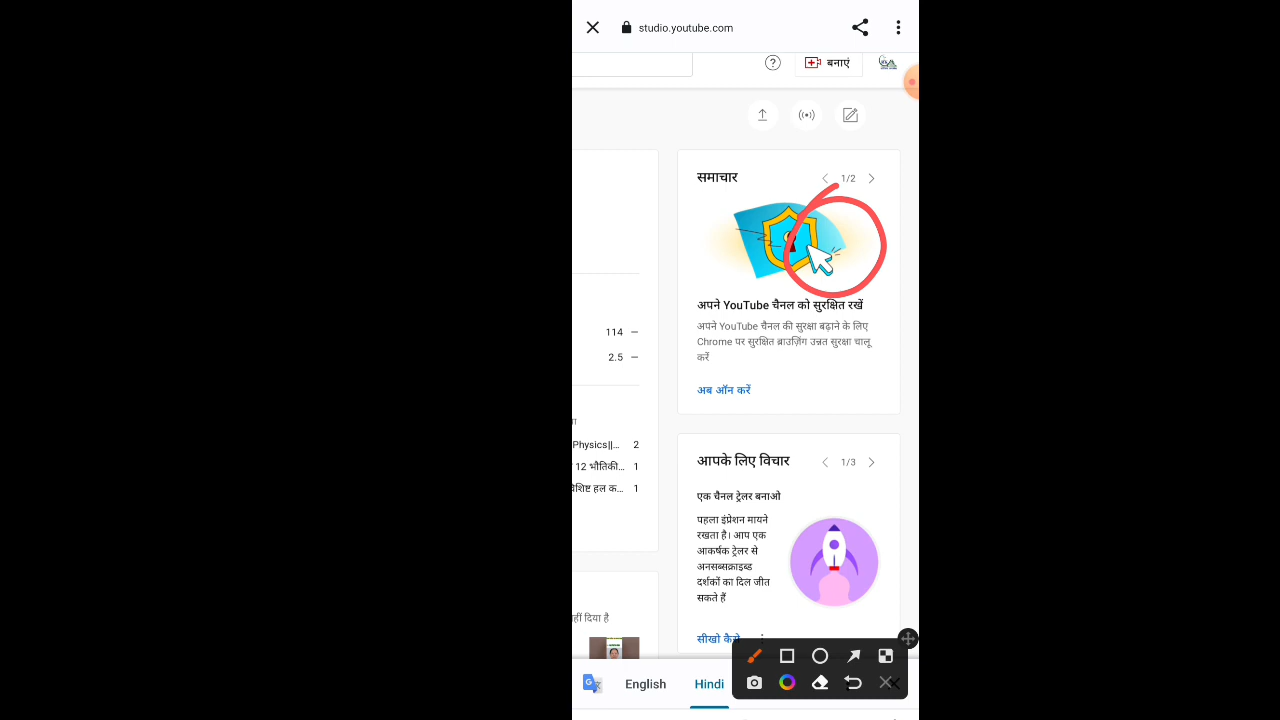 studio.youtube.com
बनाएं
समाचार
1/2
अपने YouTube चैनल को सुरक्षित रखें
अपने YouTube चैनल की सुरक्षा बढ़ाने के लिए
Chrome पर सुरक्षित ब्राउज़िंग उन्नत सुरक्षा चालू
करें
अब ऑन करें
114 —
2.5 —
Physics||... 2
12 भौतिकी... 1
विशिष्ट हल क... 1
आपके लिए विचार
1/3
एक चैनल ट्रेलर बनाओ
पहला इंप्रेशन मायने
रखता है। आप एक
आकर्षक ट्रेलर से
अनसब्सक्राइब्ड
दर्शकों का दिल जीत
सकते हैं
सीखो कैसे
नहीं दिया है
English
Hindi